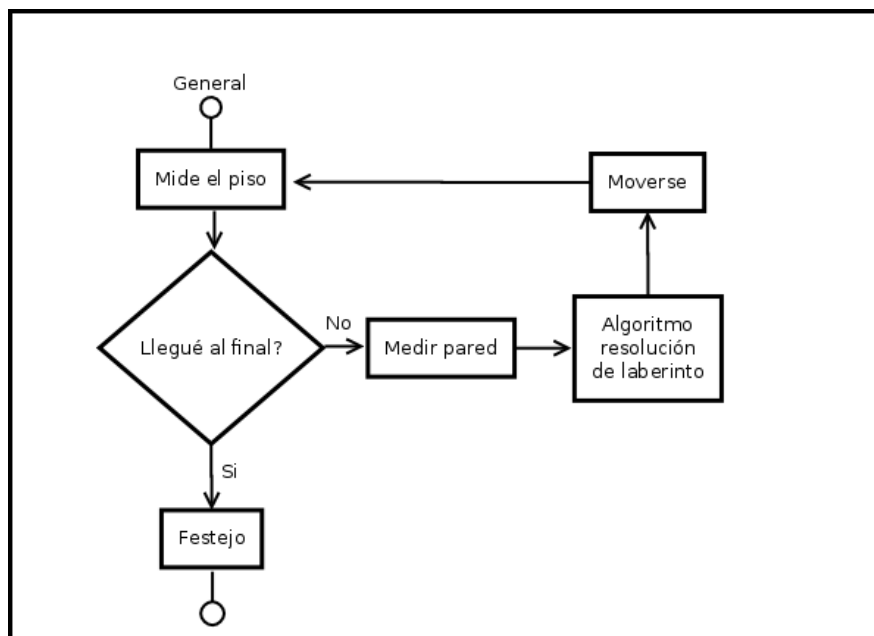 General
Mide el piso
Moverse
Llegué al final?
No
Medir pared
Algoritmo
resolución
de laberinto
Si
Festejo